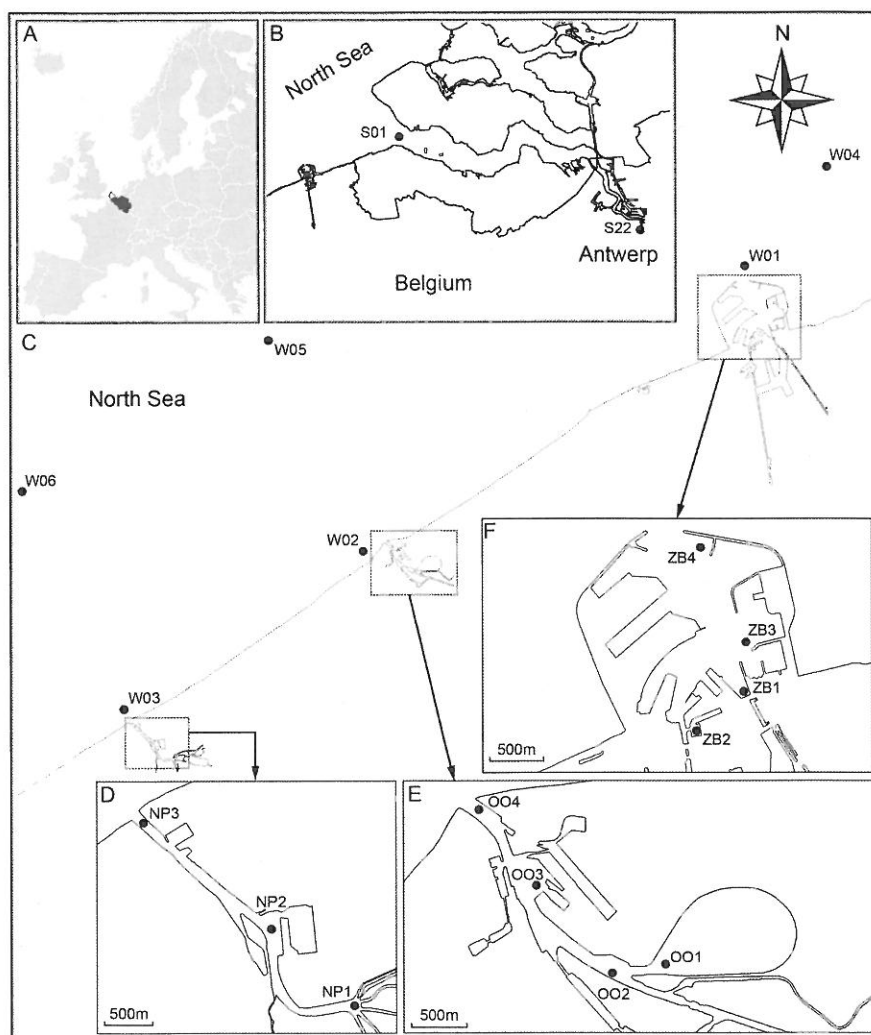 A
B
North Sea
S01
S22
Antwerp
Belgium
N
W04
W01
C
W05
North Sea
W06
W02
W03
F
ZB4
ZB3
ZB1
ZB2
500m
D
NP3
NP2
NP1
500m
E
OO4
OO3
OO1
OO2
500m